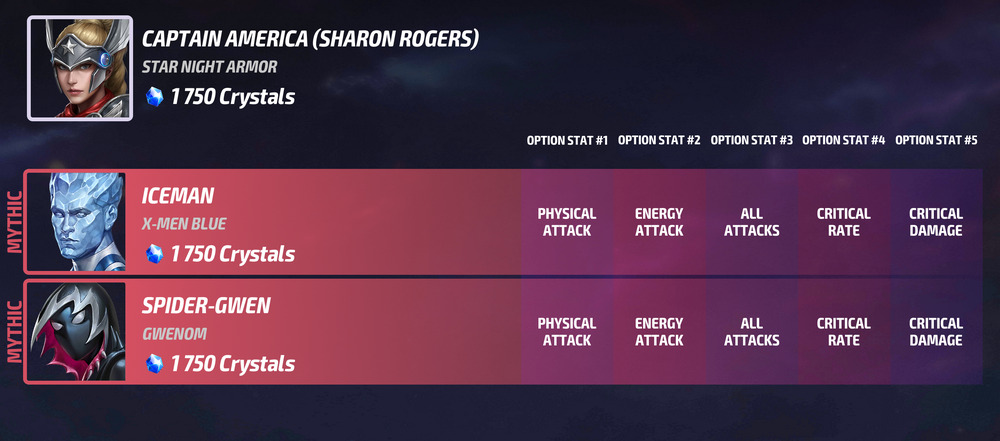 CAPTAIN AMERICA (SHARON ROGERS)
STAR NIGHT ARMOR
1 750 Crystals
OPTION STAT #1 OPTION STAT #2 OPTION STAT #3 OPTION STAT #4 OPTION STAT #5
MYTHIC
ICEMAN
X-MEN BLUE
1 750 Crystals
PHYSICAL ATTACK
ENERGY ATTACK
ALL ATTACKS
CRITICAL RATE
CRITICAL DAMAGE
MYTHIC
SPIDER-GWEN
GWENOM
1 750 Crystals
PHYSICAL ATTACK
ENERGY ATTACK
ALL ATTACKS
CRITICAL RATE
CRITICAL DAMAGE